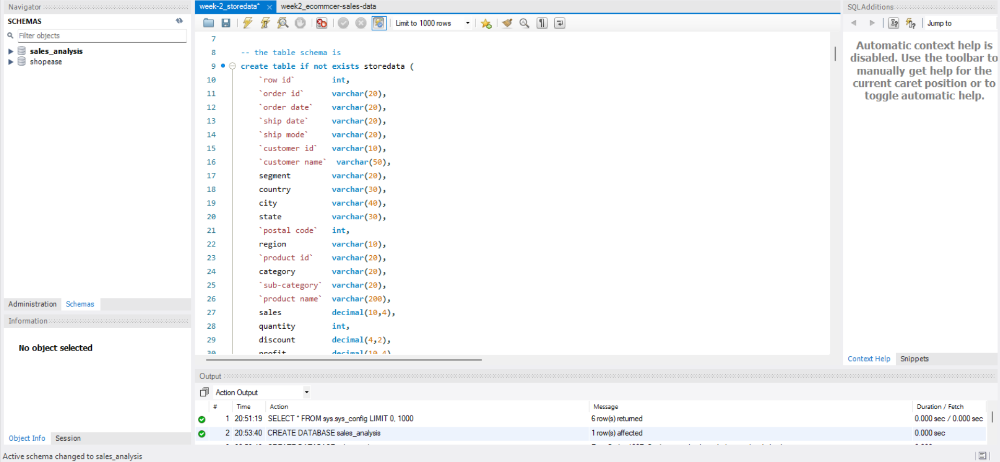 Navigator
SCHEMAS
Filter objects
sales_analysis
shopease
Administration Schemas
Information
No object selected
Object Info Session
week-2_storedata* × week2_ecommcer-sales-data
Limit to 1000 rows
7
8 -- the table schema is
9 create table if not exists storedata (
10 `row id` int,
11 `order id` varchar(20),
12 `order date` varchar(20),
13 `ship date` varchar(20),
14 `ship mode` varchar(20),
15 `customer id` varchar(10),
16 `customer name` varchar(50),
17 segment varchar(20),
18 country varchar(30),
19 city varchar(40),
20 state varchar(30),
21 `postal code` int,
22 region varchar(10),
23 `product id` varchar(20),
24 category varchar(20),
25 `sub-category` varchar(20),
26 `product name` varchar(200),
27 sales decimal(10,4),
28 quantity int,
29 discount decimal(4,2),
30 profit decimal(10,4)
SQLAdditions
Jump to
Automatic context help is
disabled. Use the toolbar to
manually get help for the
current caret position or to
toggle automatic help.
Context Help Snippets
Output
Action Output
# Time Action Message Duration / Fetch
1 20:51:19 SELECT * FROM sys.sys_config LIMIT 0, 1000 6 row(s) returned 0.000 sec / 0.000 sec
2 20:53:40 CREATE DATABASE sales_analysis 1 row(s) affected 0.000 sec
Active schema changed to sales_analysis